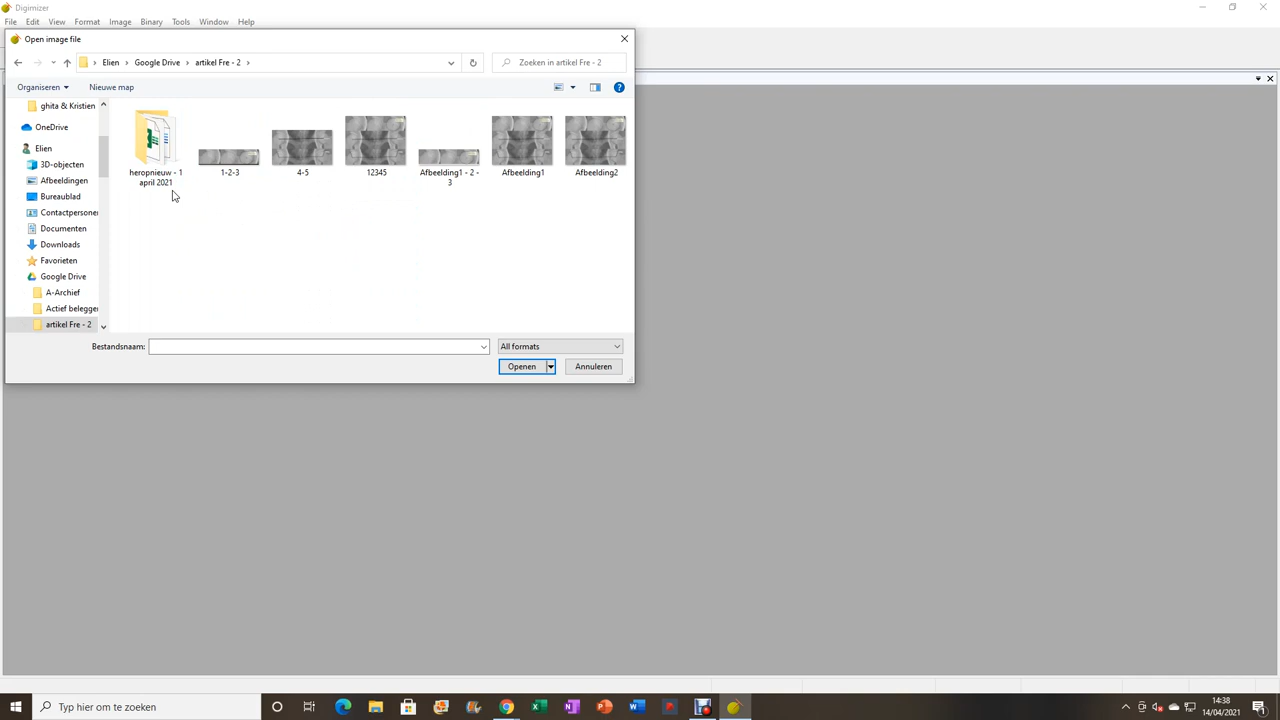 Digimizer
File Edit View Format Image Binary Tools Window Help
Open image file
Elien > Google Drive > artikel Fre - 2 >
Zoeken in artikel Fre - 2
Organiseren Nieuwe map
ghita & Kristien
OneDrive
Elien
3D-objecten
Afbeeldingen
Bureaublad
Contactpersone
Documenten
Downloads
Favorieten
Google Drive
A-Archief
Actief belegge
artikel Fre - 2
heropnieuw - 1
april 2021
1-2-3
4-5
12345
Afbeelding1 - 2 -
3
Afbeelding1
Afbeelding2
Bestandsnaam:
All formats
Openen
Annuleren
Typ hier om te zoeken
14:38
14/04/2021